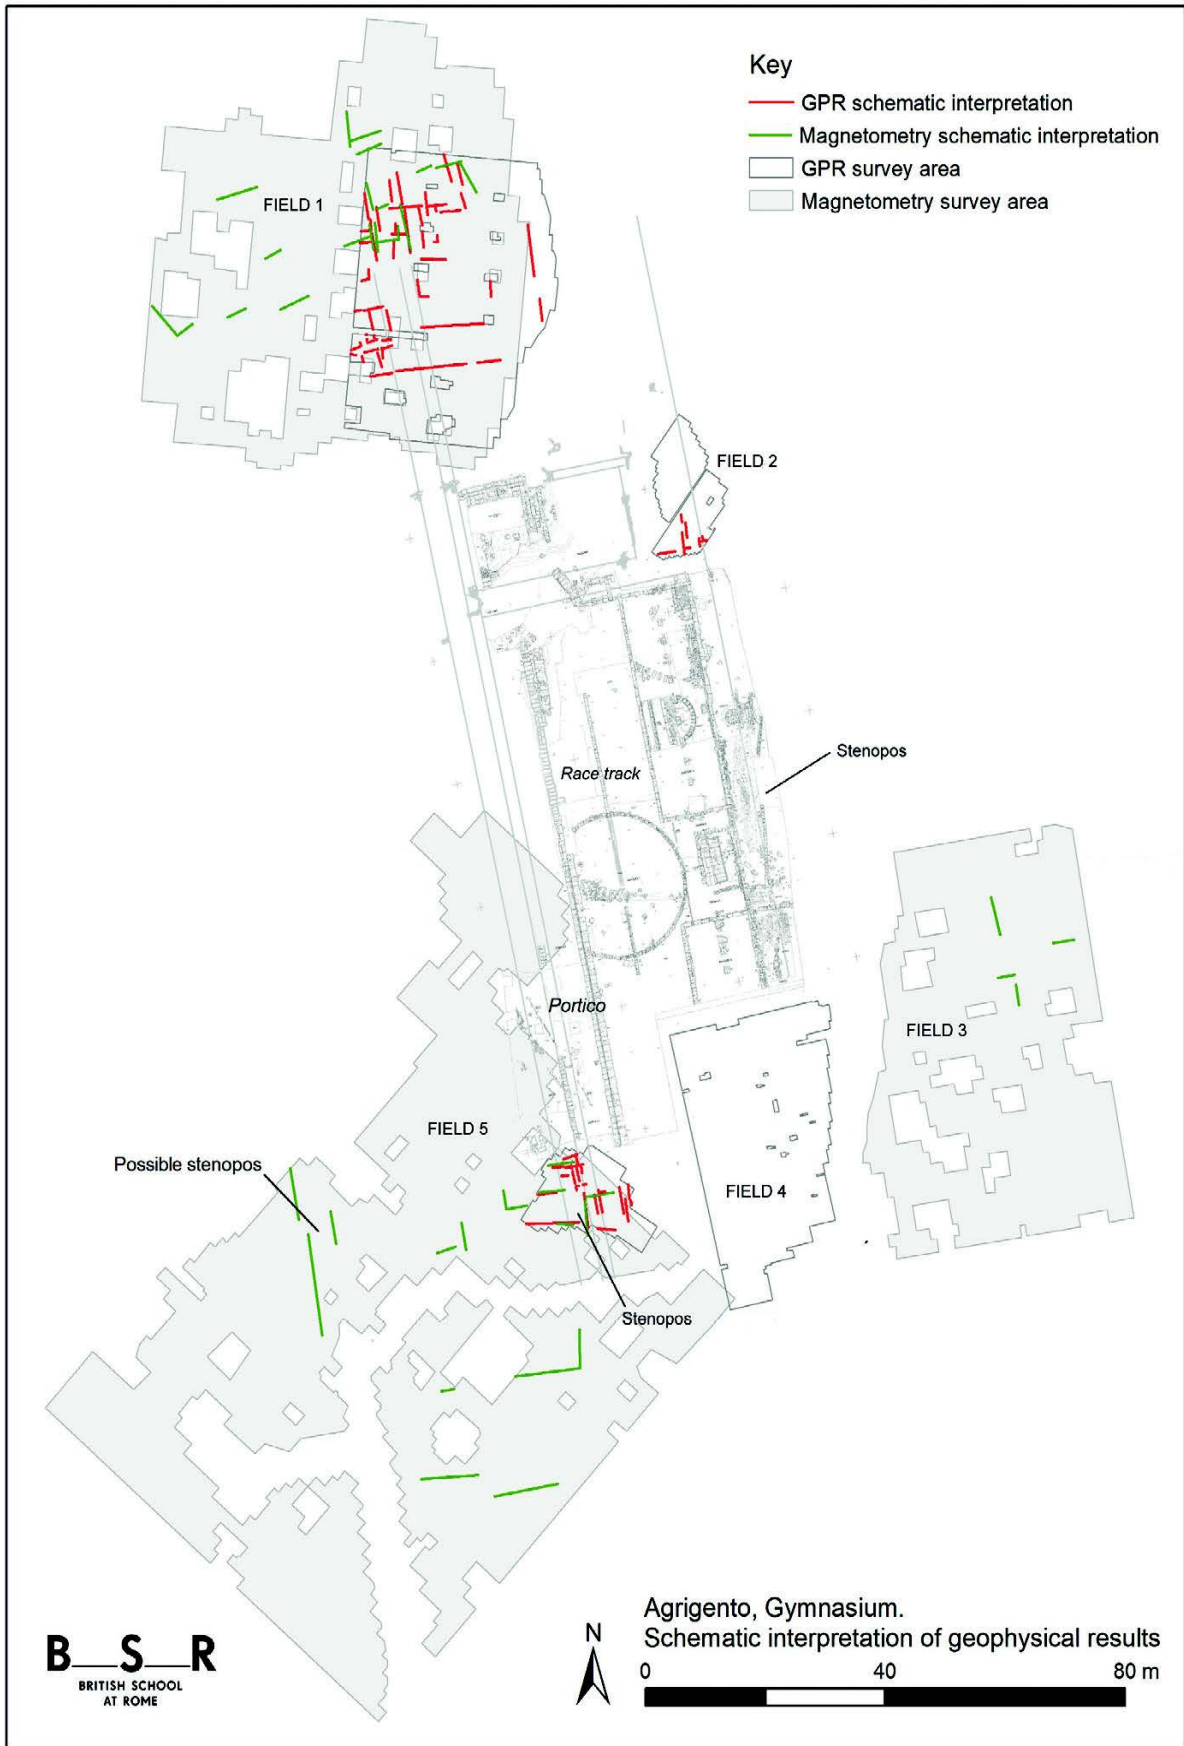 Key
GPR schematic interpretation
Magnetometry schematic interpretation
GPR survey area
Magnetometry survey area
FIELD 1
FIELD 2
Stenopos
Race track
Portico
FIELD 3
FIELD 5
Possible stenopos
FIELD 4
Stenopos
Agrigento, Gymnasium.
Schematic interpretation of geophysical results
N
0 40 80 m
B__S__R
BRITISH SCHOOL
AT ROME